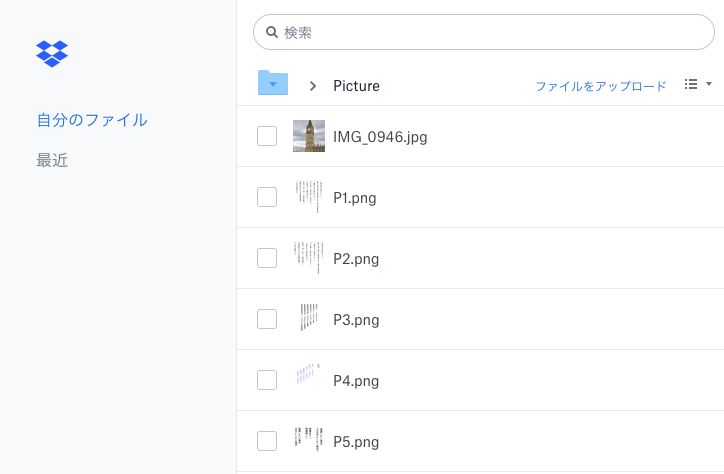 検索
Picture
ファイルをアップロード
自分のファイル
最近
IMG_0946.jpg
P1.png
P2.png
P3.png
P4.png
P5.png